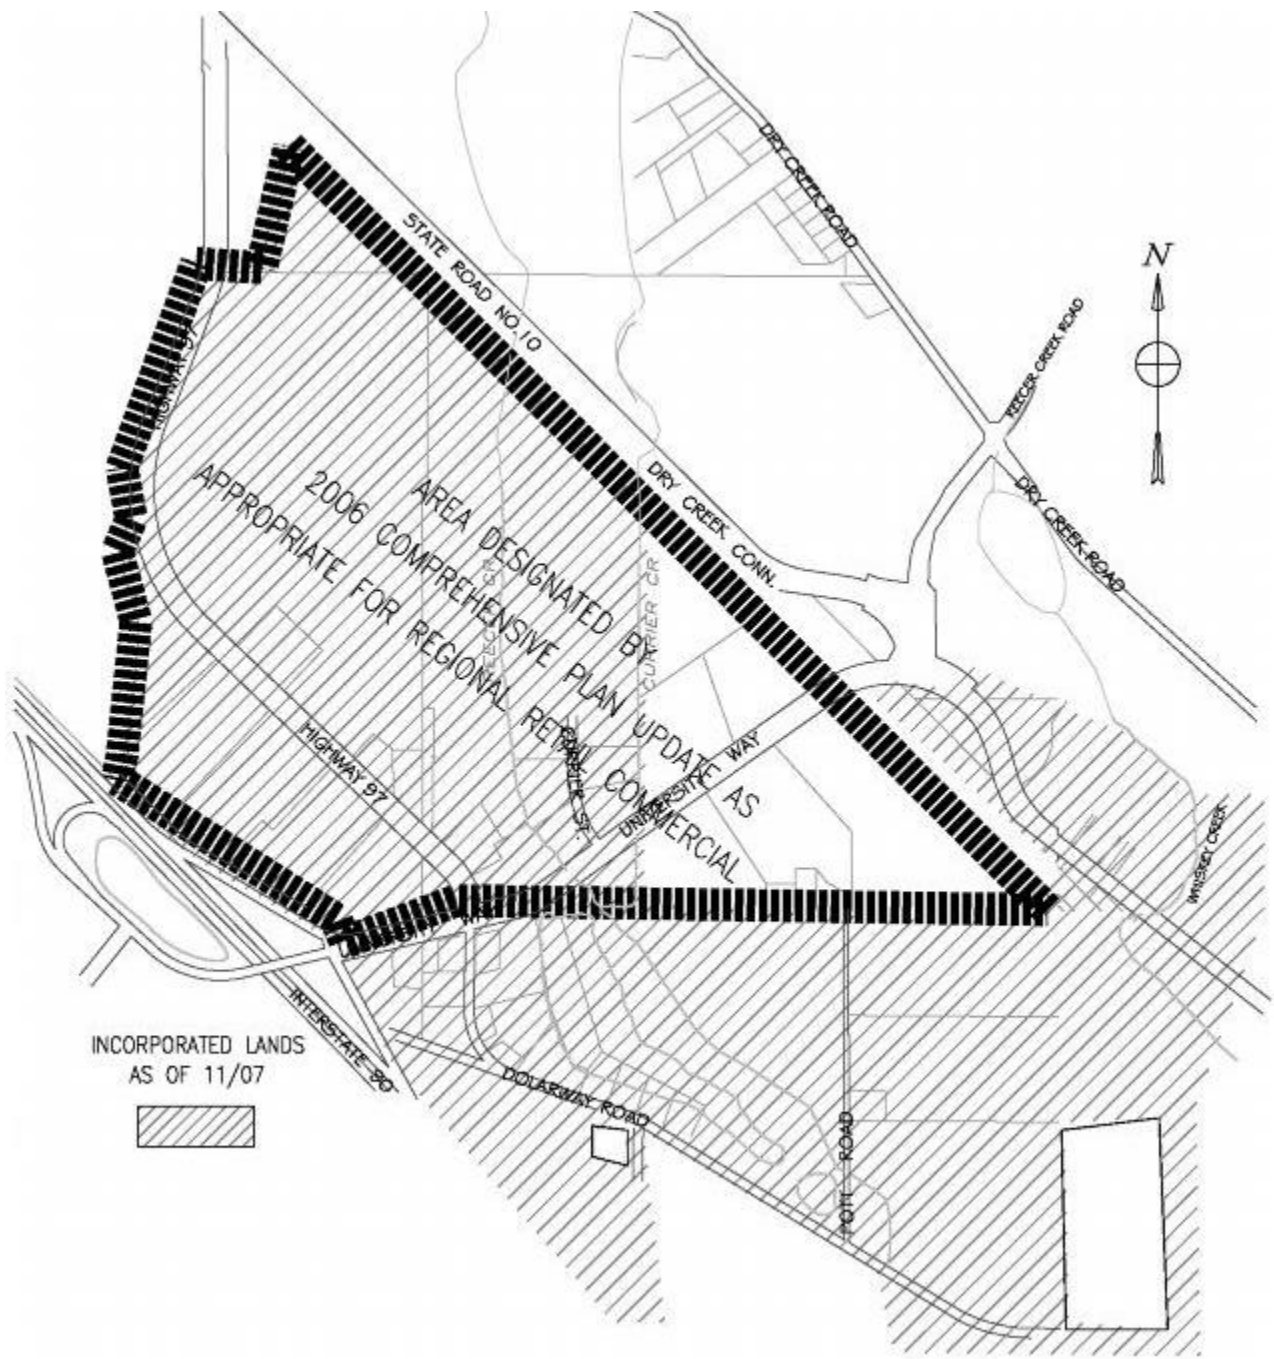 DRY CREEK ROAD
STATE ROAD NO. 10
N
KEECER CREEK ROAD
HIGHWAY 97
DRY CREEK CONN.
DRY CREEK ROAD
AREA DESIGNATED BY
2006 COMPREHENSIVE PLAN UPDATE AS
APPROPRIATE FOR REGIONAL RETAIL COMMERCIAL
REECER CR
CURRIER CR
HIGHWAY 97
UNIVERSITY WAY
WHISKEY CREEK
INTERSTATE 90
INCORPORATED LANDS
AS OF 11/07
DOLARWAY ROAD
POTT ROAD